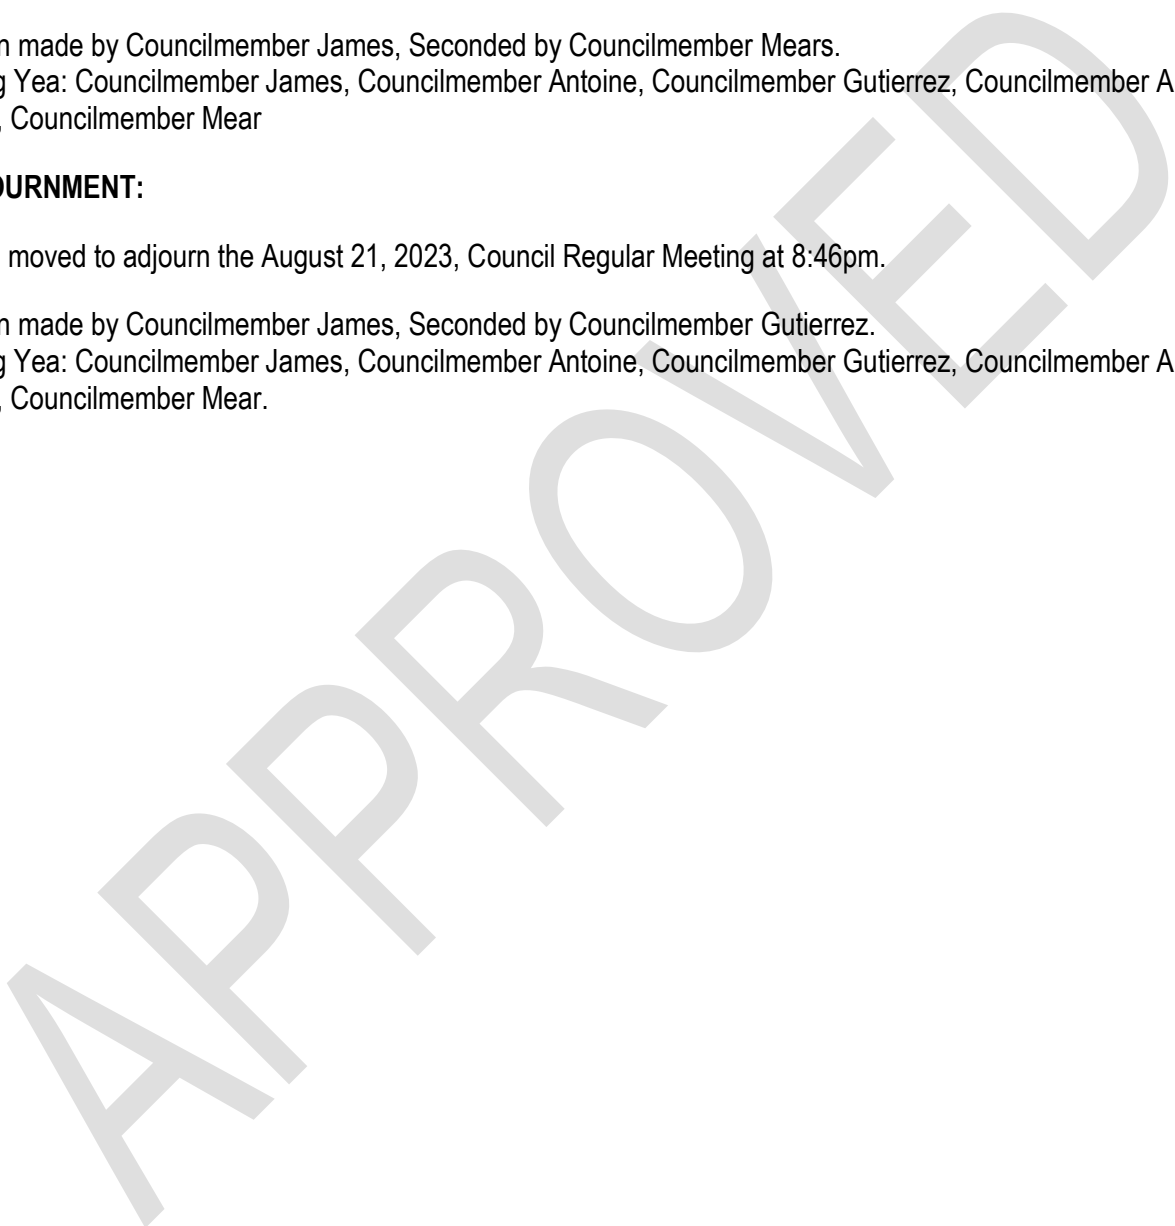 n made by Councilmember James, Seconded by Councilmember Mears.
g Yea: Councilmember James, Councilmember Antoine, Councilmember Gutierrez, Councilmember A
, Councilmember Mear
OURNMENT:
moved to adjourn the August 21, 2023, Council Regular Meeting at 8:46pm.
n made by Councilmember James, Seconded by Councilmember Gutierrez.
g Yea: Councilmember James, Councilmember Antoine, Councilmember Gutierrez, Councilmember A
, Councilmember Mear.
APPROVED